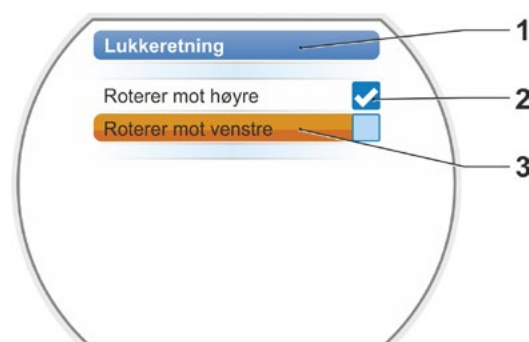 Lukkeretning
1
Roterer mot høyre
2
Roterer mot venstre
3